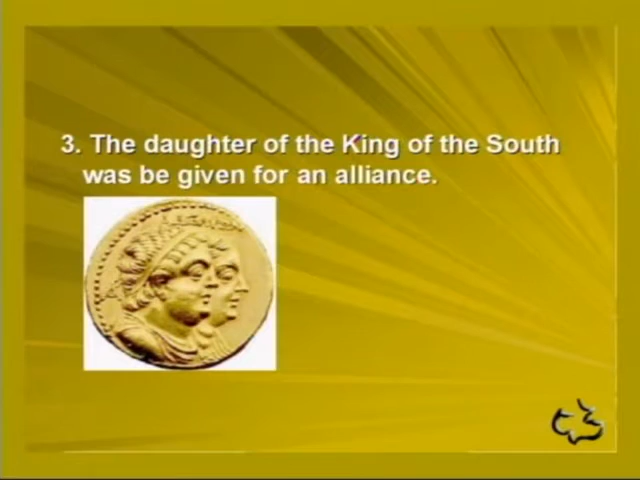 3. The daughter of the King of the South
was be given for an alliance.